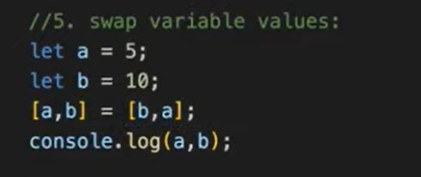 //5. swap variable values:
let a = 5;
let b = 10;
[a,b] = [b,a];
console.log(a,b);